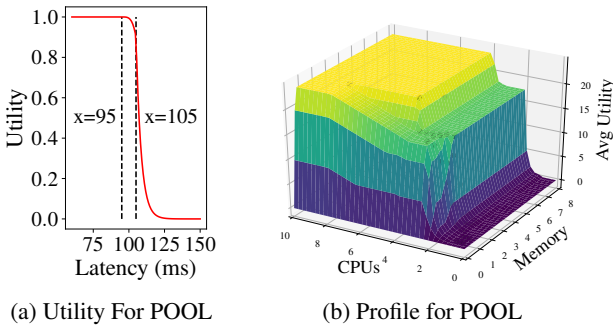 1.0
0.8
0.6
0.4
0.2
0.0
Utility
x=95
x=105
75 100 125 150
Latency (ms)
(a) Utility For POOL
20
15
10
5
0
Avg Utility
10 8 6 4 2 0
CPUs
0 1 2 3 4 5 6 7 8
Memory
(b) Profile for POOL